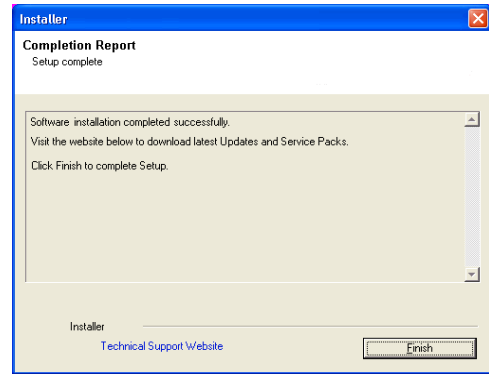 Installer
Completion Report
Setup complete
Software installation completed successfully.
Visit the website below to download latest Updates and Service Packs.
Click Finish to complete Setup.
Installer
Technical Support Website
Finish